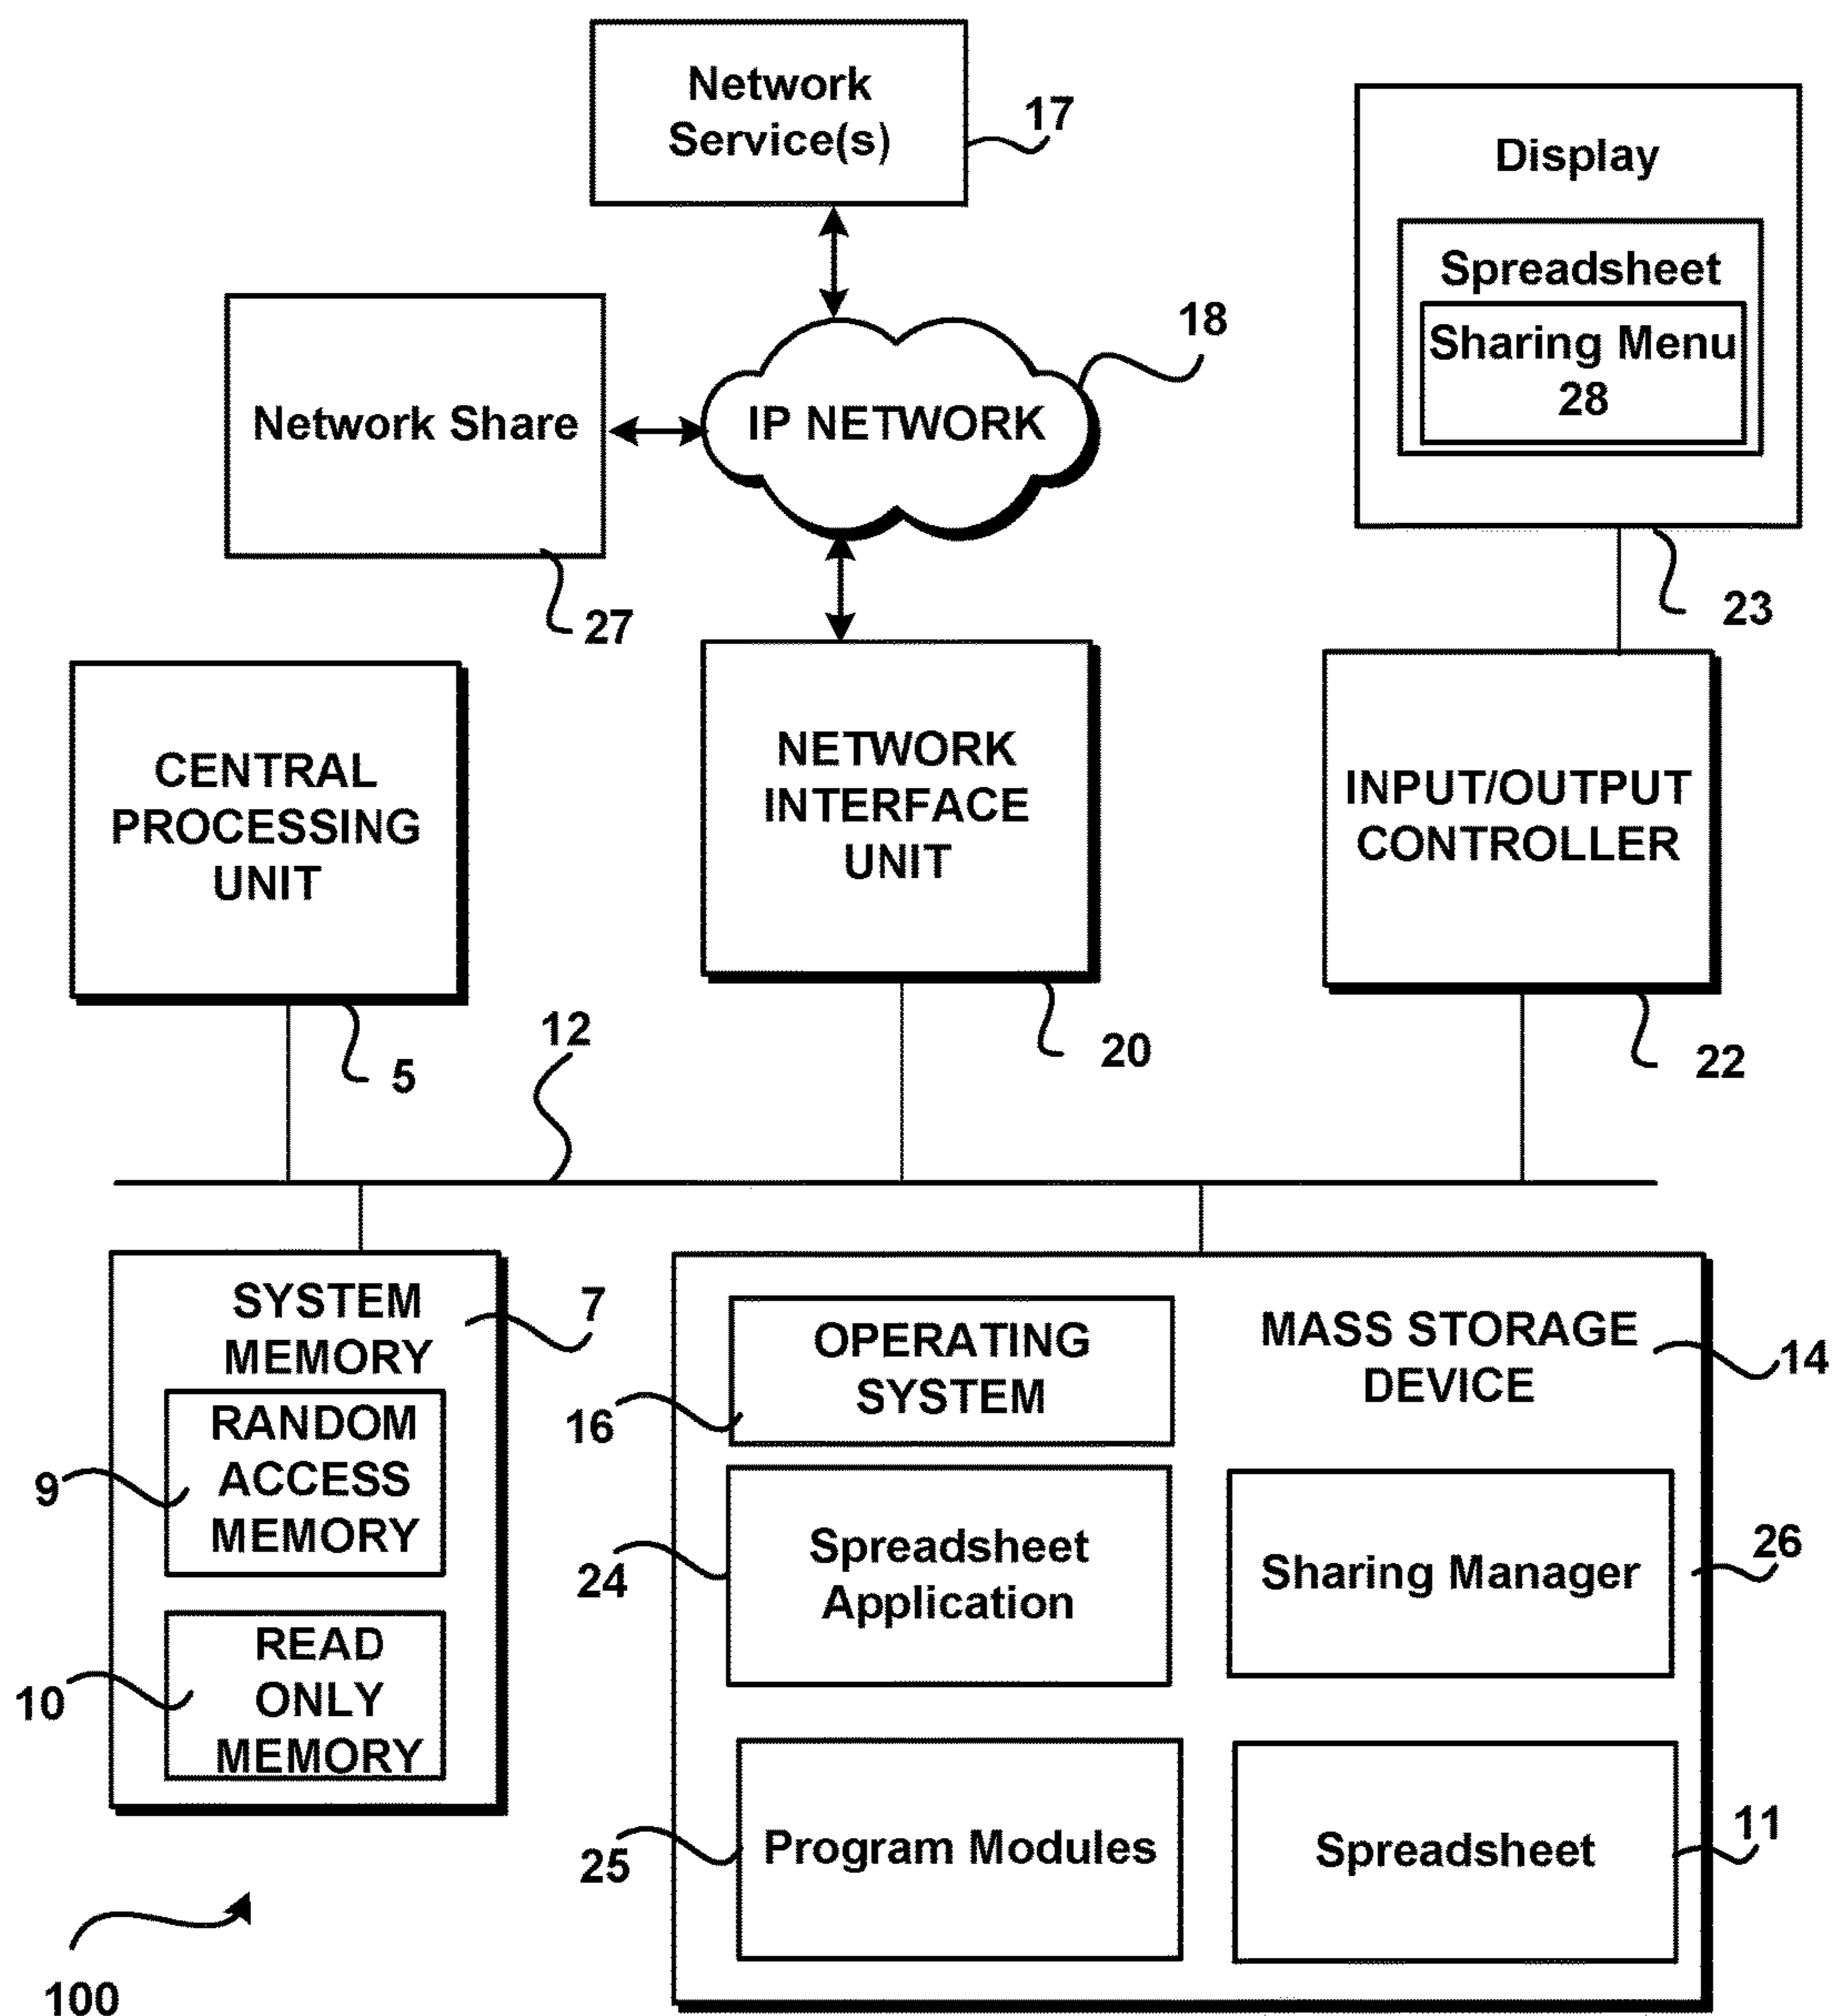 Network
Service(s)
17
Display
Spreadsheet
Sharing Menu
28
18
Network Share
IP NETWORK
27
23
CENTRAL
PROCESSING
UNIT
NETWORK
INTERFACE
UNIT
INPUT/OUTPUT
CONTROLLER
5
12
20
22
SYSTEM
MEMORY
7
RANDOM
ACCESS
MEMORY
9
READ
ONLY
MEMORY
10
OPERATING
SYSTEM
16
MASS STORAGE
DEVICE
14
Spreadsheet
Application
24
Sharing Manager
26
Program Modules
25
Spreadsheet
11
100